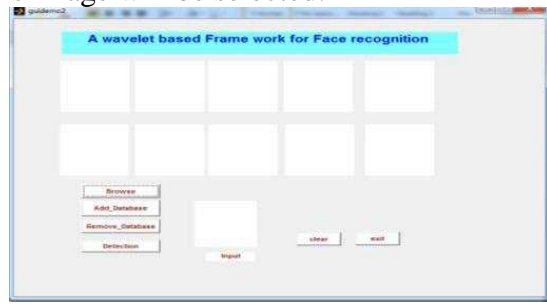 guidemo2
A wavelet based Frame work for Face recognition
Browse
Add_Database
Remove_Database
Detection
Input
clear
exit